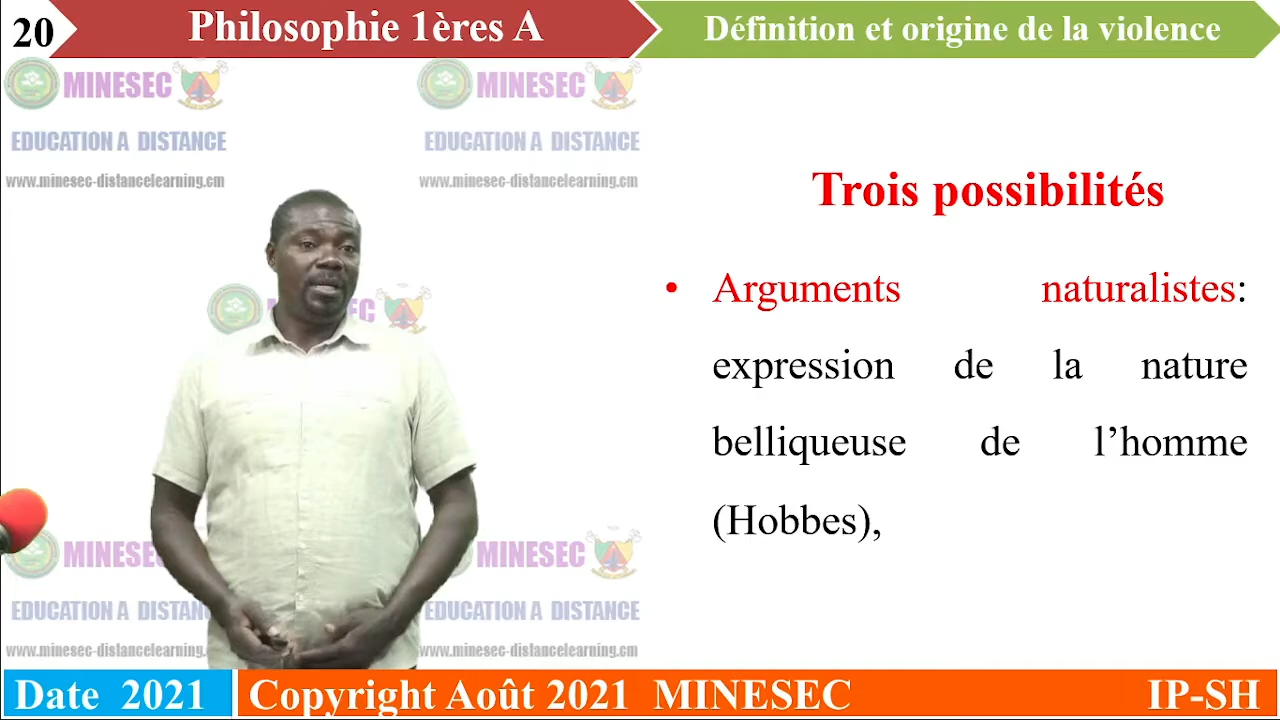 20
Philosophie 1ères A
Définition et origine de la violence
MINESEC
MINESEC
EDUCATION A DISTANCE
EDUCATION A DISTANCE
www.minesec-distancelearning.cm
www.minesec-distancelearning.cm
Trois possibilités
• Arguments naturalistes:
expression de la nature
belliqueuse de l’homme
(Hobbes),
MINESEC
MINESEC
EDUCATION A DISTAN
EDUCATION A DISTANCE
www.minesec-distancelearning.
www.minesec-distancelearning.cm
Date 2021
Copyright Août 2021 MINESEC
IP-SH